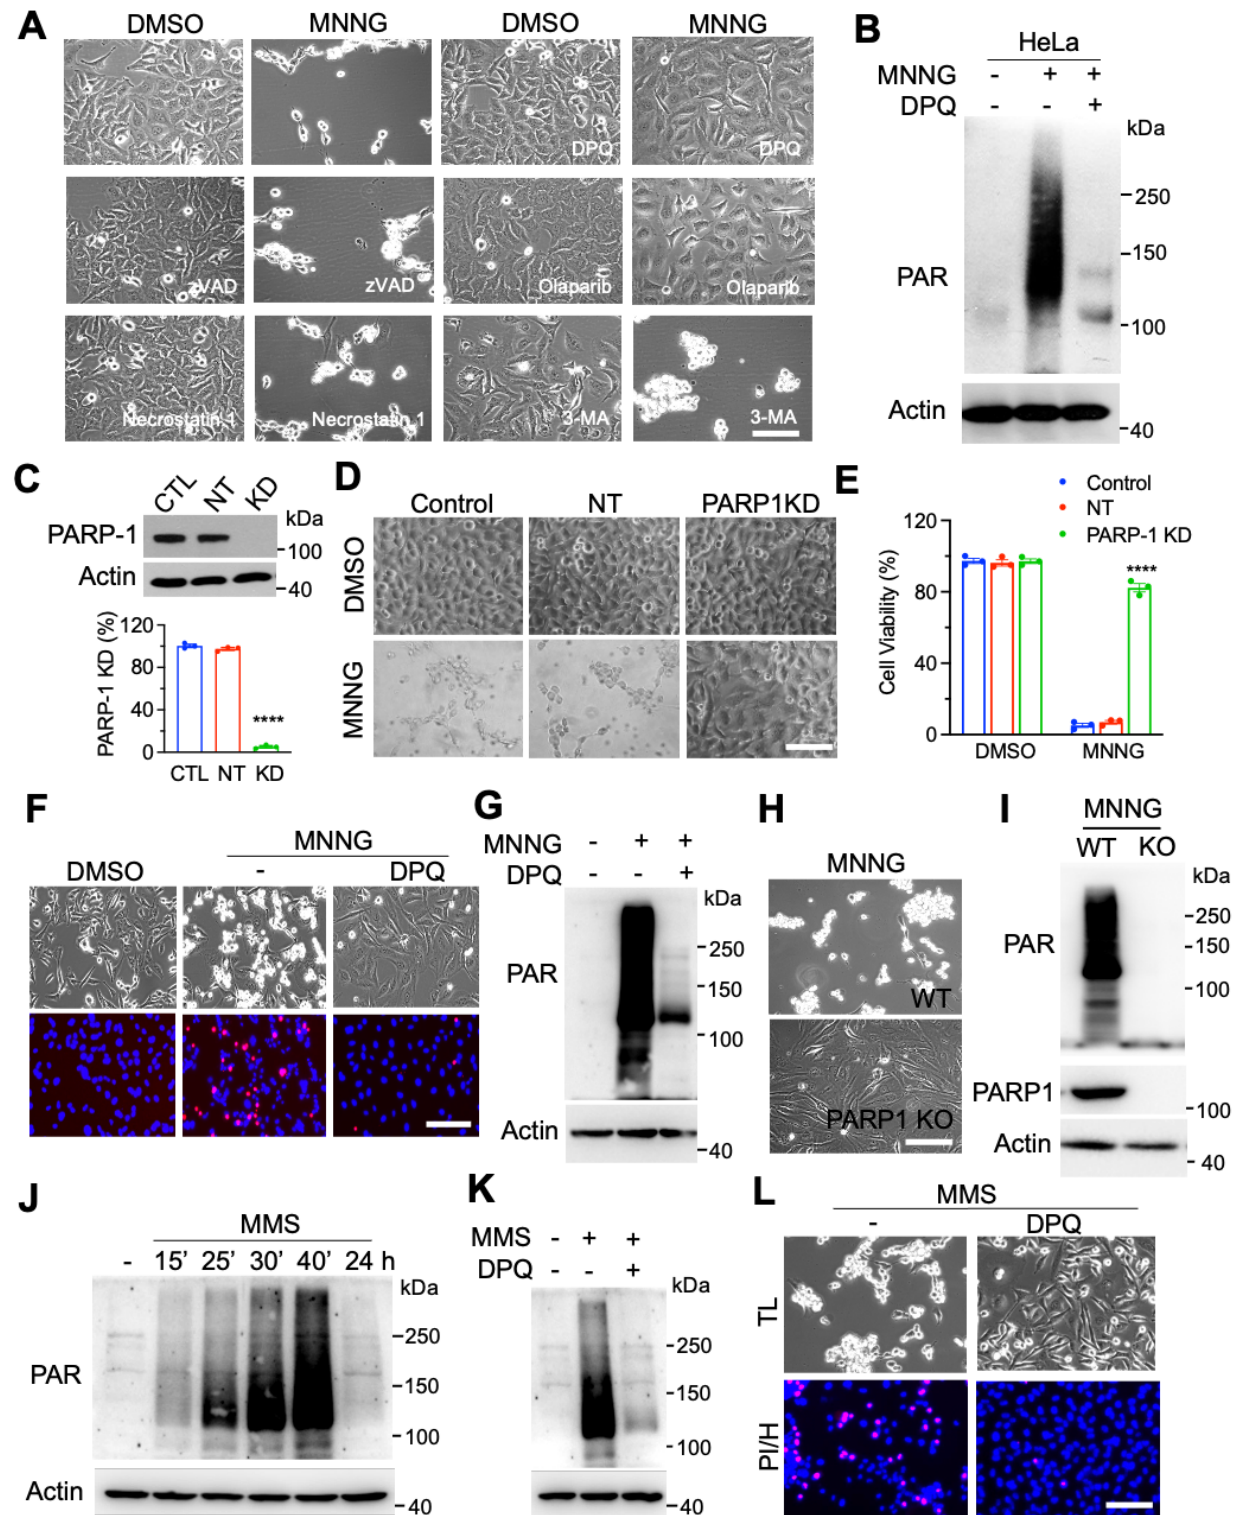 A
DMSO MNNG DMSO MNNG
DPQ DPQ
zVAD zVAD Olaparib Olaparib
Necrostatin 1 Necrostatin 1 3-MA 3-MA
B
HeLa
MNNG - + +
DPQ - - +
kDa
250
150
PAR
100
Actin
40
C
CTL NT KD
kDa
PARP-1
100
Actin
40
PARP-1 KD (%)
120
80
40
0
****
CTL NT KD
D
Control NT PARP1KD
DMSO
MNNG
E
Control
NT
PARP-1 KD
Cell Viability (%)
120
80
40
0
****
DMSO MNNG
F
MNNG
DMSO - DPQ
G
MNNG - + +
DPQ - - +
kDa
250
PAR
150
100
Actin
40
H
MNNG
WT
PARP1 KO
I
MNNG
WT KO
kDa
250
PAR
150
100
PARP1
100
Actin
40
J
MMS
- 15’ 25’ 30’ 40’ 24 h
kDa
250
PAR
150
100
Actin
40
K
MMS - + +
DPQ - - +
kDa
250
150
100
40
L
MMS
- DPQ
TL
PI/H